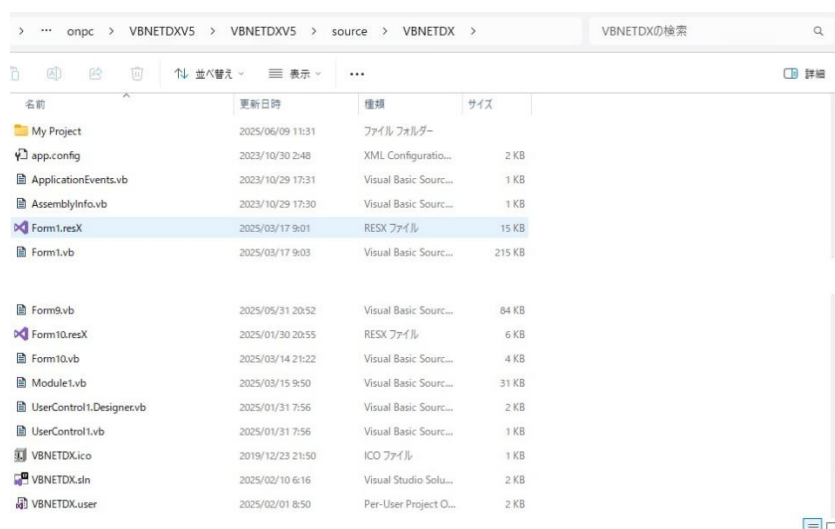 > ··· onpc > VBNETDXV5 > VBNETDXV5 > source > VBNETDX > VBNETDXの検索
並べ替え 表示 ··· 詳細
名前 更新日時 種類 サイズ
My Project 2025/06/09 11:31 ファイル フォルダー
app.config 2023/10/30 2:48 XML Configuratio... 2 KB
ApplicationEvents.vb 2023/10/29 17:31 Visual Basic Sourc... 1 KB
AssemblyInfo.vb 2023/10/29 17:30 Visual Basic Sourc... 1 KB
Form1.resX 2025/03/17 9:01 RESX ファイル 15 KB
Form1.vb 2025/03/17 9:03 Visual Basic Sourc... 215 KB
Form9.vb 2025/05/31 20:52 Visual Basic Sourc... 84 KB
Form10.resX 2025/01/30 20:55 RESX ファイル 6 KB
Form10.vb 2025/03/14 21:22 Visual Basic Sourc... 4 KB
Module1.vb 2025/03/15 9:50 Visual Basic Sourc... 31 KB
UserControl1.Designer.vb 2025/01/31 7:56 Visual Basic Sourc... 2 KB
UserControl1.vb 2025/01/31 7:56 Visual Basic Sourc... 1 KB
VBNETDX.ico 2019/12/23 21:50 ICO ファイル 1 KB
VBNETDX.sln 2025/02/10 6:16 Visual Studio Solu... 2 KB
VBNETDX.user 2025/02/01 8:50 Per-User Project O... 2 KB